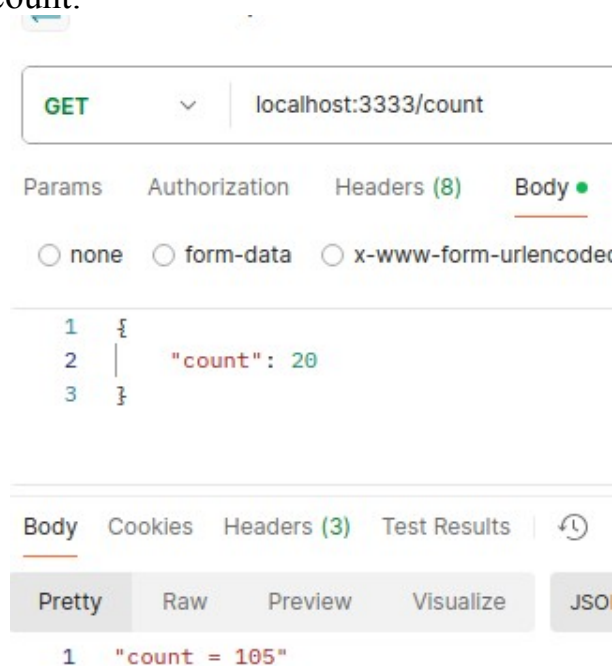 count.
GET localhost:3333/count
Params Authorization Headers (8) Body
none form-data x-www-form-urlencoded
1 {
2 "count": 20
3 }
Body Cookies Headers (3) Test Results
Pretty Raw Preview Visualize JSON
1 "count = 105"